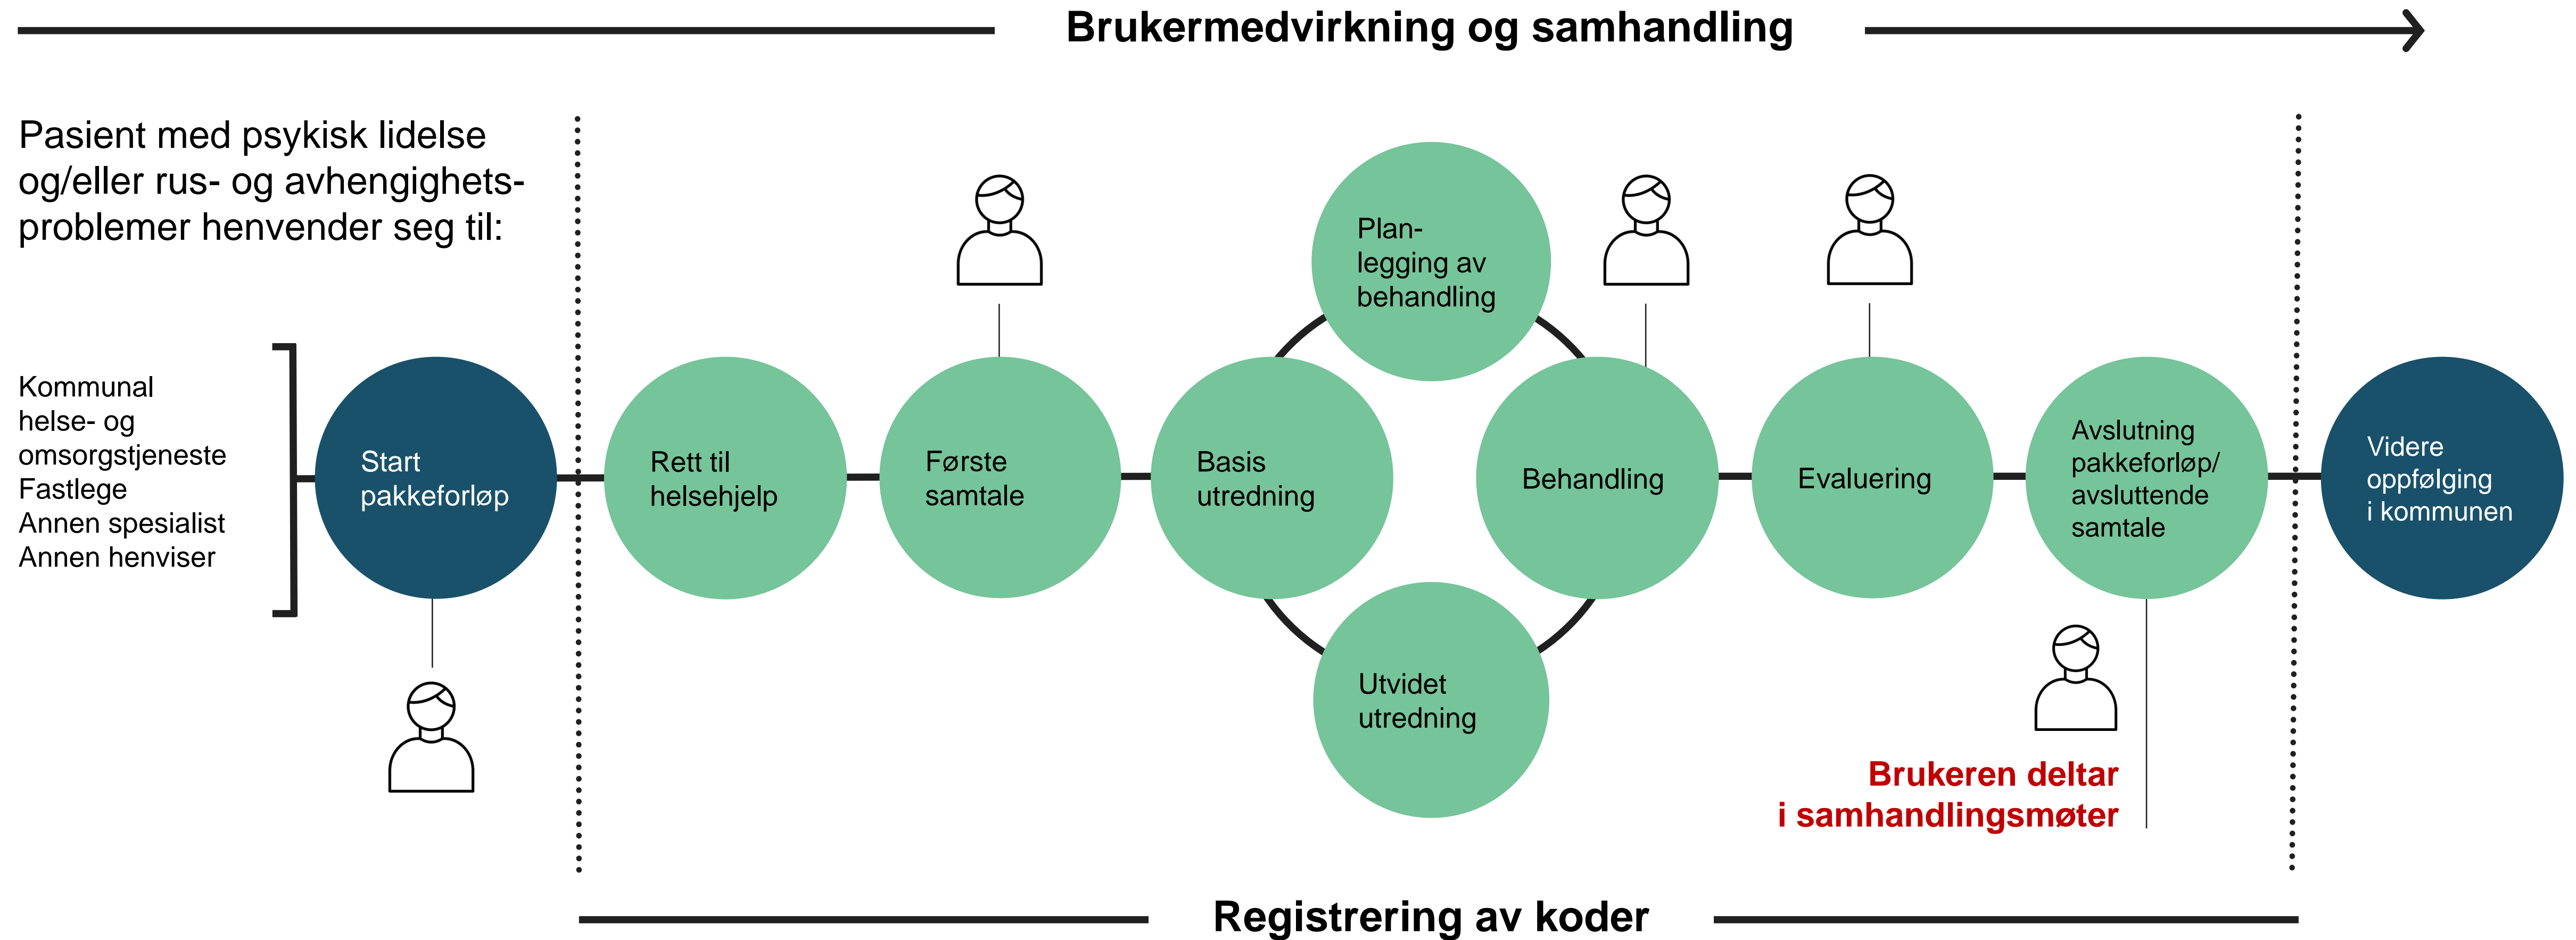 Brukermedvirkning og samhandling
Pasient med psykisk lidelse
og/eller rus- og avhengighets-
problemer henvender seg til:
Kommunal
helse- og
omsorgstjeneste
Fastlege
Annen spesialist
Annen henviser
Start
pakkeforløp
Rett til
helsehjelp
Første
samtale
Basis
utredning
Plan-
legging av
behandling
Utvidet
utredning
Behandling
Evaluering
Avslutning
pakkeforløp/
avsluttende
samtale
Videre
oppfølging
i kommunen
Brukeren deltar
i samhandlingsmøter
Registrering av koder